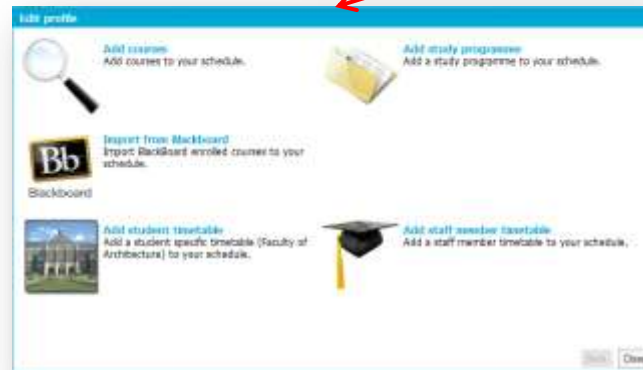 Edit profile
Add courses
Add courses to your schedule.
Add study programmes
Add a study programme to your schedule.
Import from Blackboard
Import BlackBoard enrolled courses to your
schedule.
Bb
Blackboard
Add student timetable
Add a student specific timetable (Faculty of
Architecture) to your schedule.
Add staff member timetable
Add a staff member timetable to your schedule.
Back